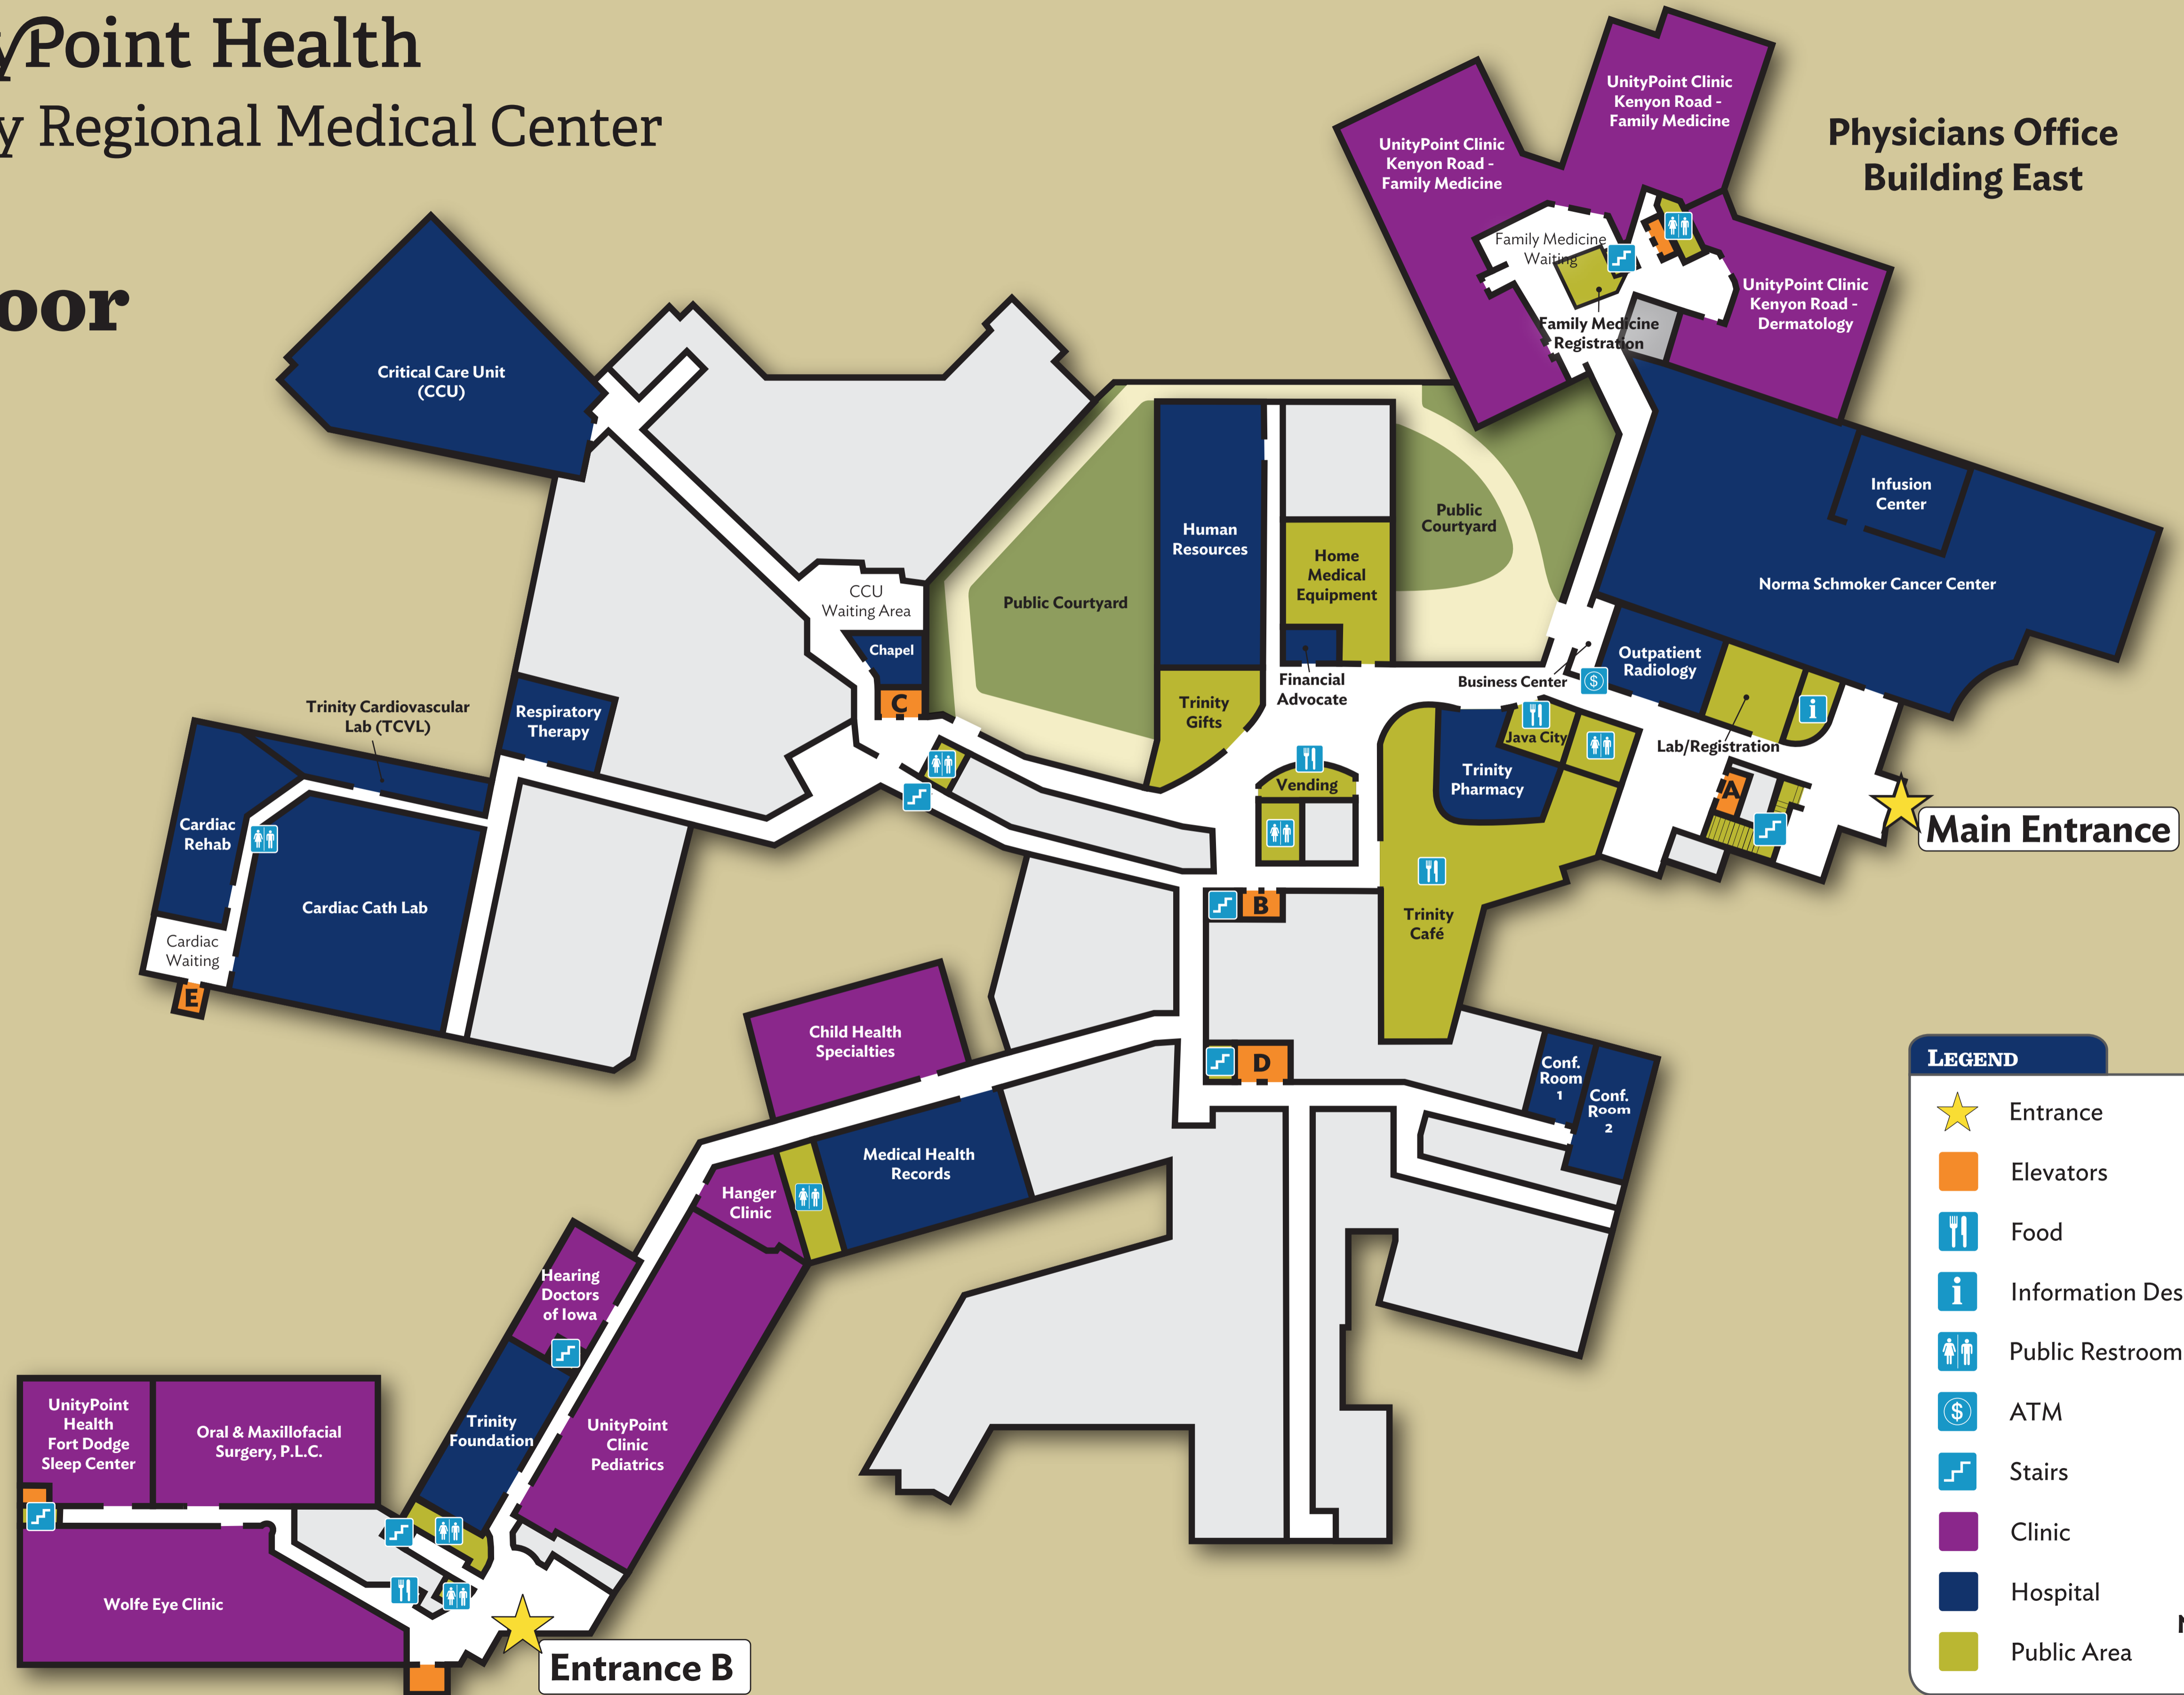 yPoint Health
y Regional Medical Center
oor
Physicians Office
Building East
UnityPoint Clinic
Kenyon Road -
Family Medicine
UnityPoint Clinic
Kenyon Road -
Family Medicine
Family Medicine
Waiting
Family Medicine
Registration
UnityPoint Clinic
Kenyon Road -
Dermatology
Critical Care Unit
(CCU)
Infusion
Center
Norma Schmoker Cancer Center
Human
Resources
Home
Medical
Equipment
Public
Courtyard
Public Courtyard
CCU
Waiting Area
Chapel
C
Outpatient
Radiology
Financial
Advocate
Business Center
$
i
Trinity
Gifts
Java City
Lab/Registration
Trinity
Pharmacy
Vending
A
Main Entrance
Trinity Cardiovascular
Lab (TCVL)
Respiratory
Therapy
Cardiac
Rehab
Cardiac Cath Lab
Cardiac
Waiting
E
B
Trinity
Café
D
Conf.
Room
1
Conf.
Room
2
Child Health
Specialties
Medical Health
Records
Hanger
Clinic
Hearing
Doctors
of Iowa
Trinity
Foundation
UnityPoint
Clinic
Pediatrics
UnityPoint
Health
Fort Dodge
Sleep Center
Oral & Maxillofacial
Surgery, P.L.C.
Wolfe Eye Clinic
Entrance B
LEGEND
Entrance
Elevators
Food
i Information Des
Public Restroom
$ ATM
Stairs
Clinic
Hospital
Public Area